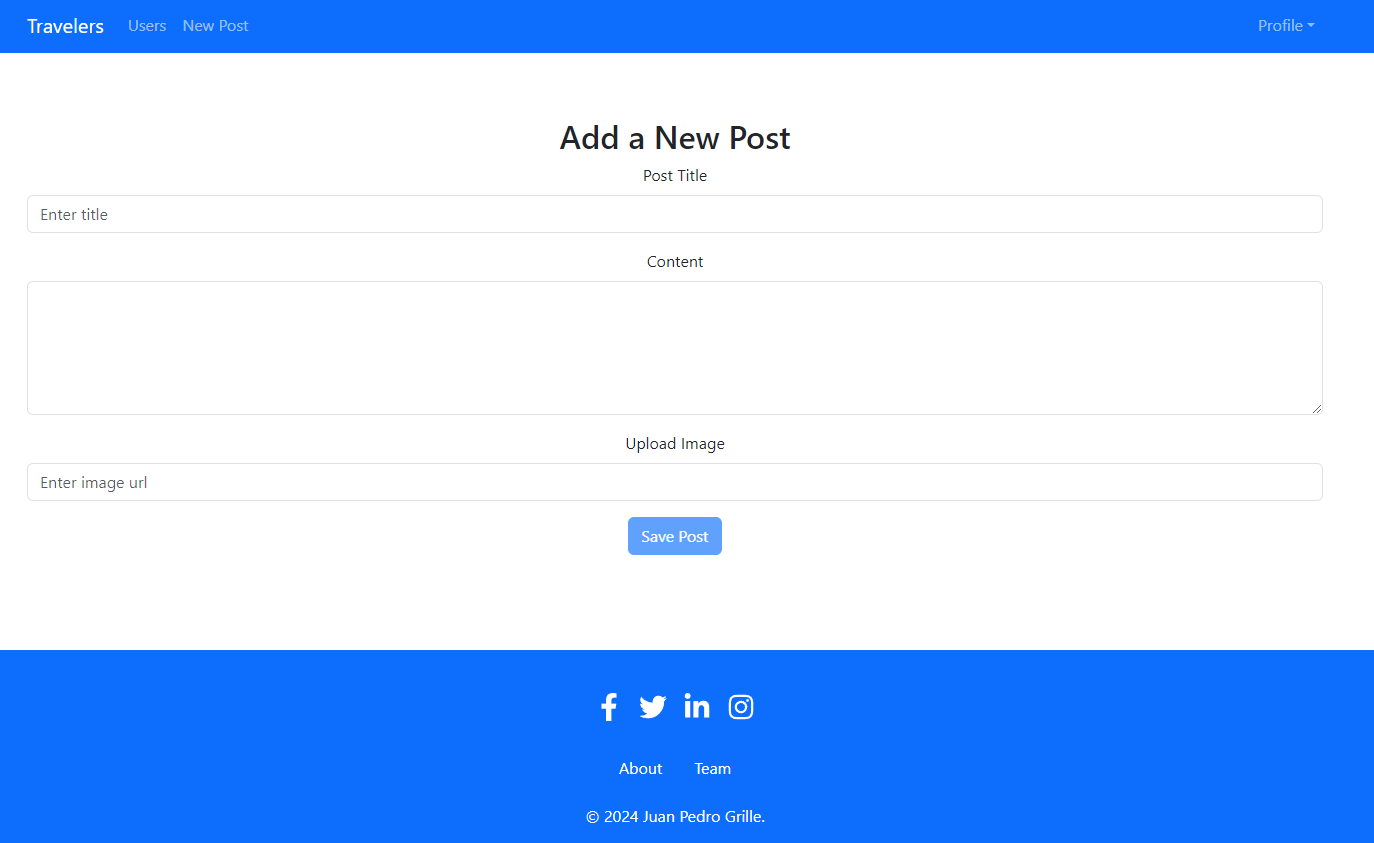 Travelers Users New Post Profile
Add a New Post
Post Title
Enter title
Content
Upload Image
Enter image url
Save Post
About Team
© 2024 Juan Pedro Grille.